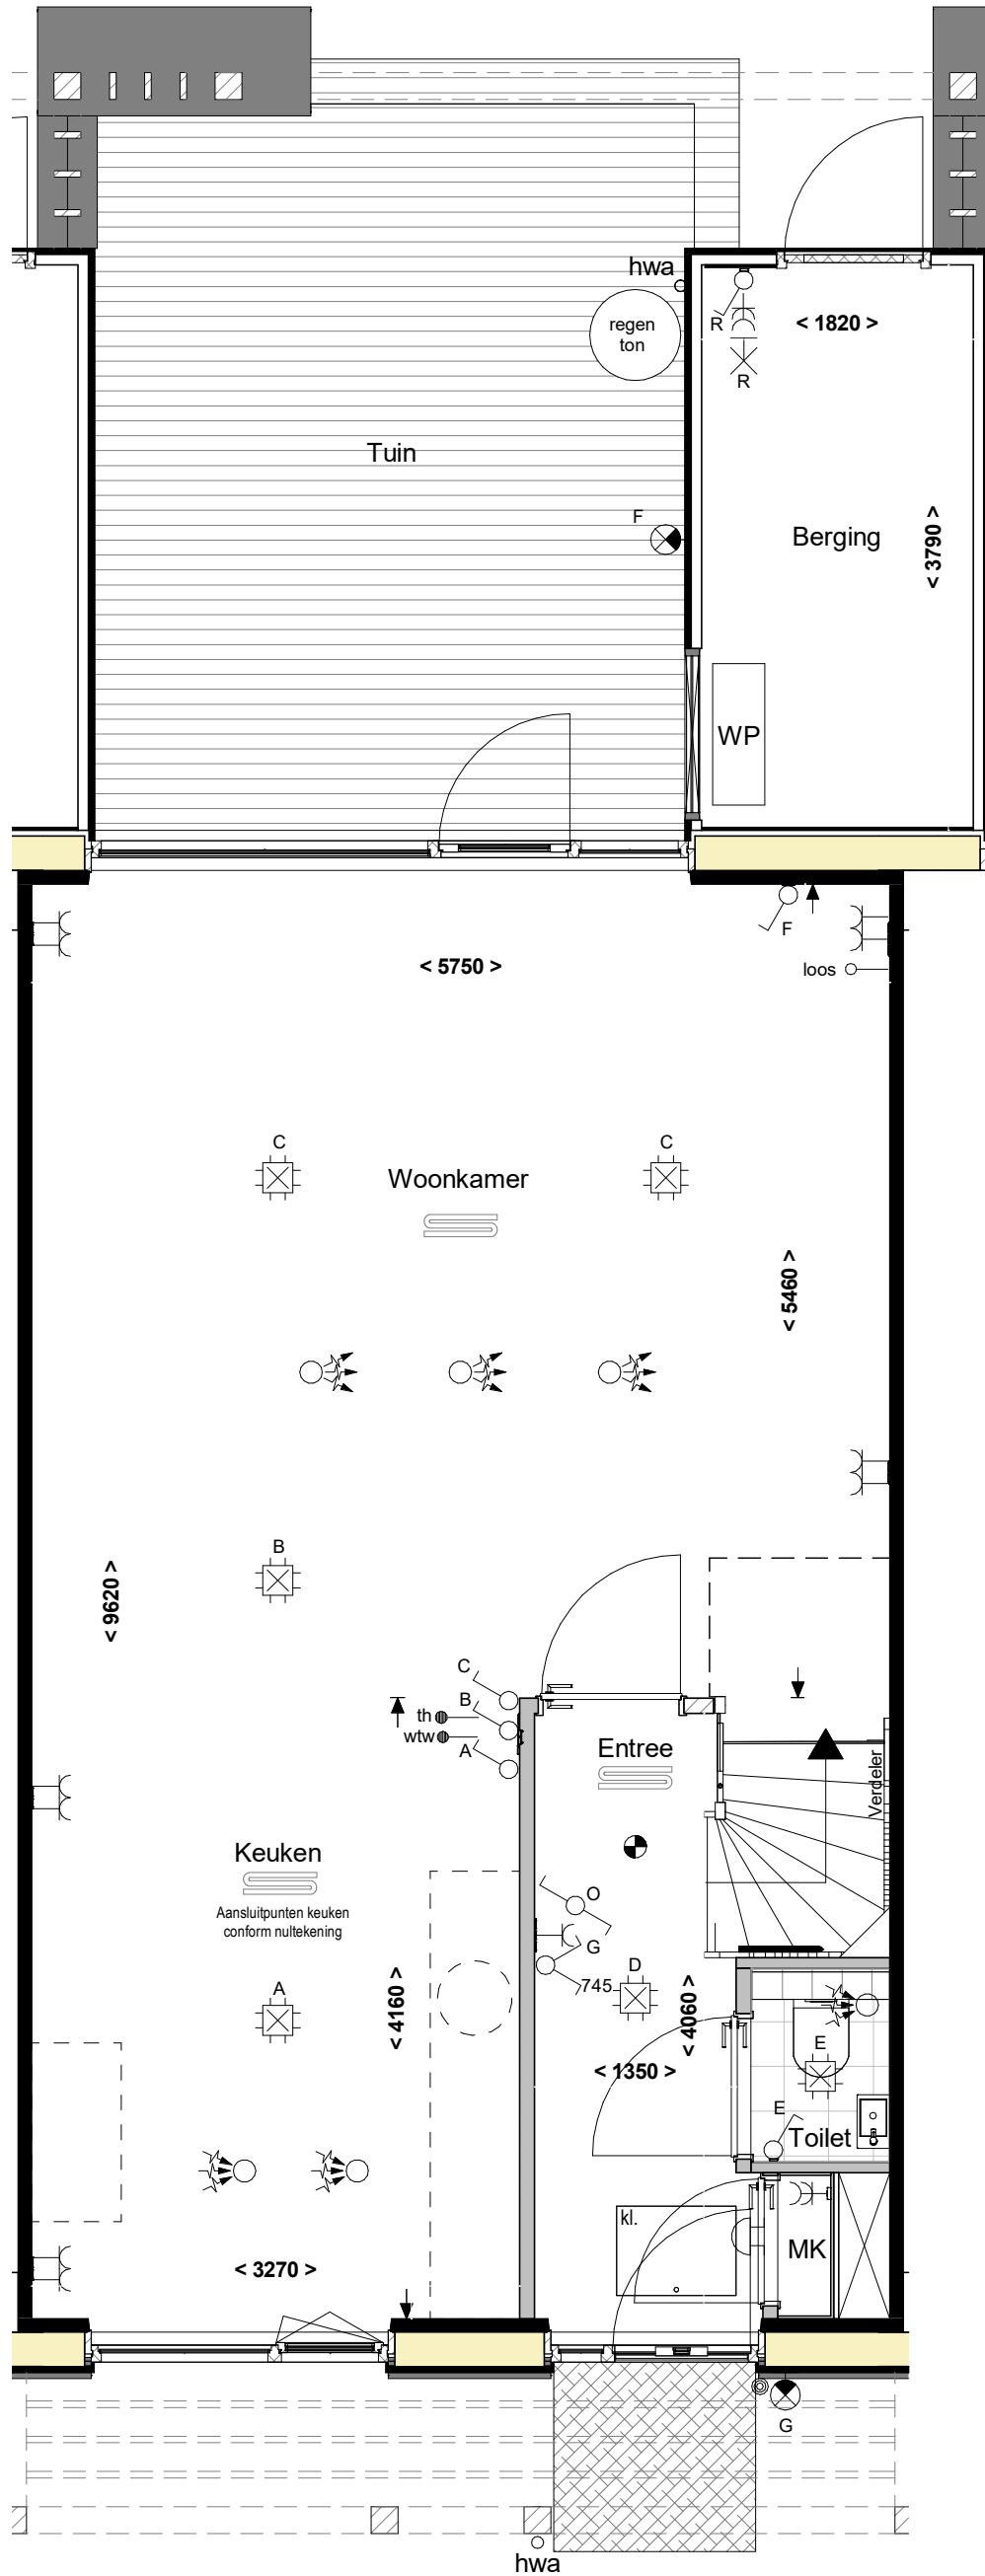 hwa
regen
ton
R
< 1820 >
R
Tuin
F
Berging
< 3790 >
WP
F
< 5750 >
loos
C
C
Woonkamer
< 5460 >
B
< 9620 >
C
B
th
wtw
A
Entree
Verdeler
Keuken
Aansluitpunten keuken
conform nultekening
O
G
745
D
A
< 4160 >
< 4060 >
< 1350 >
E
E
Toilet
kl.
MK
< 3270 >
G
hwa